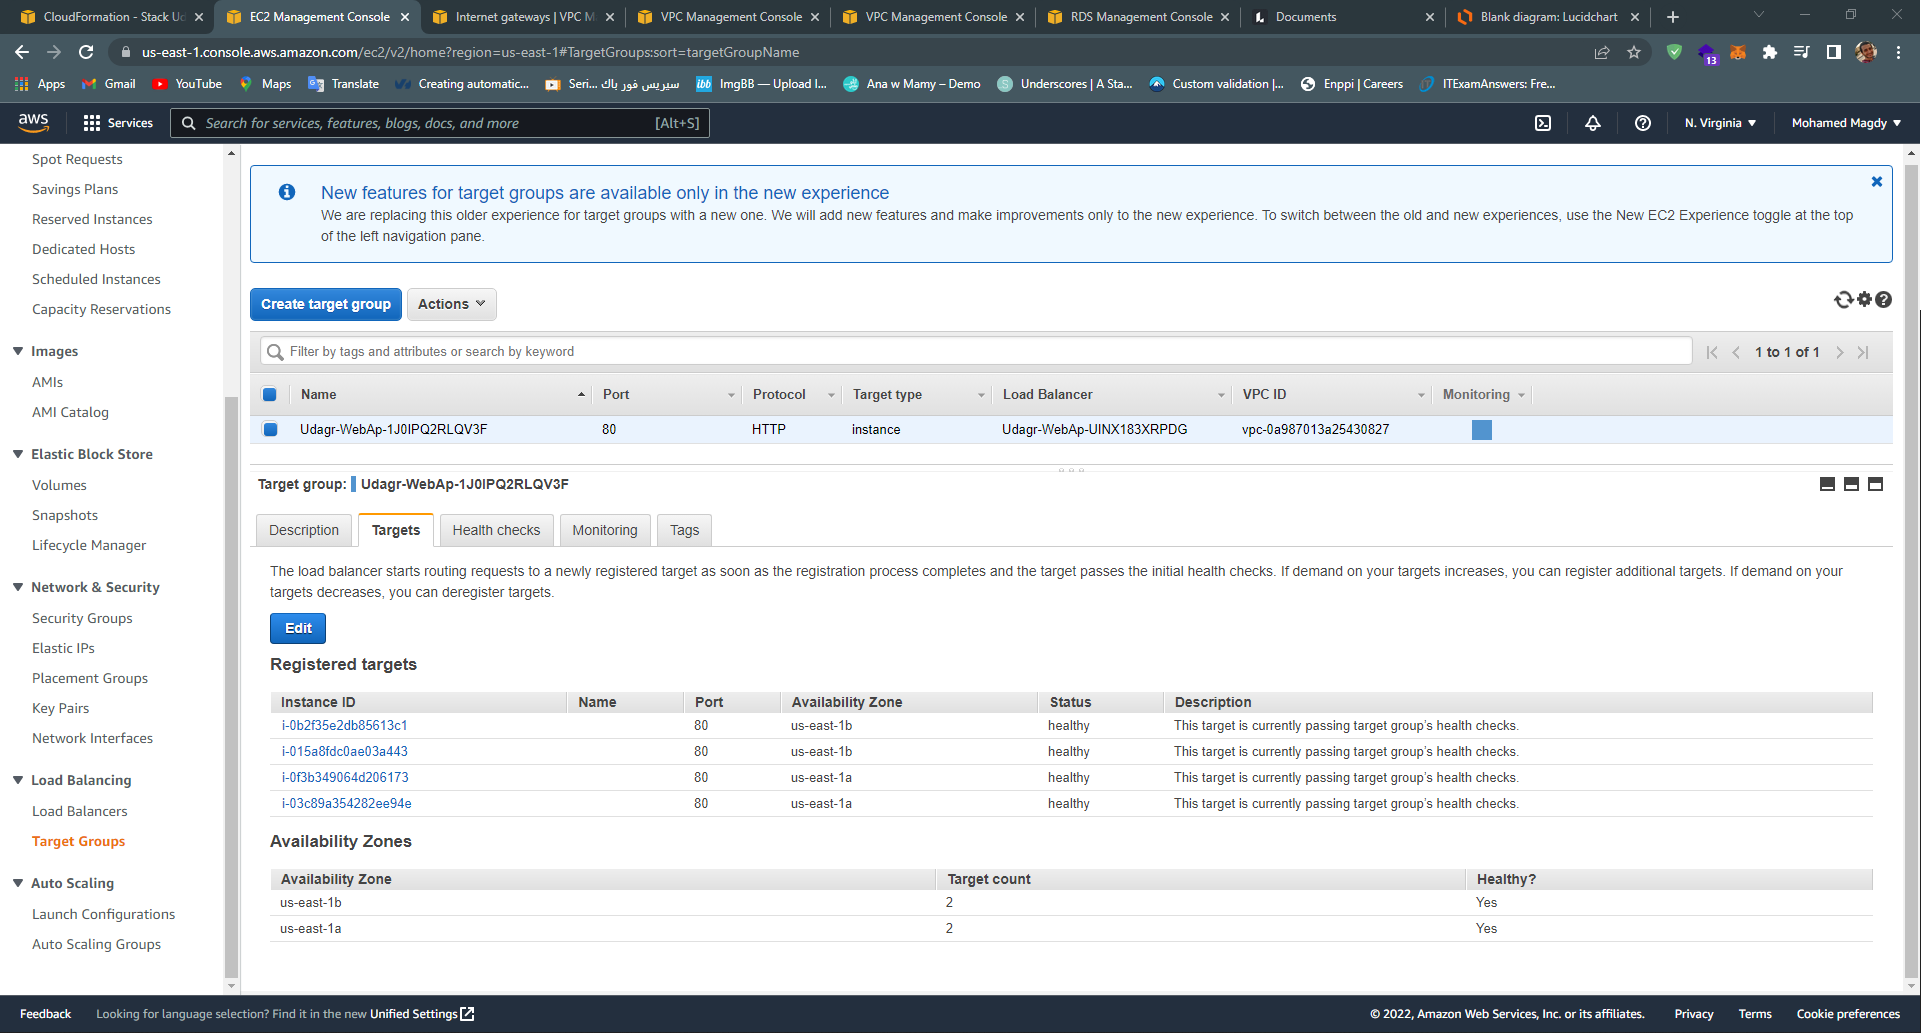 CloudFormation - Stack Ud
EC2 Management Console
Internet gateways | VPC M
VPC Management Console
VPC Management Console
RDS Management Console
Documents
Blank diagram: Lucidchart
us-east-1.console.aws.amazon.com/ec2/v2/home?region=us-east-1#TargetGroups:sort=targetGroupName
13
Apps
Gmail
YouTube
Maps
Translate
Creating automatic...
Seri... سيريس فور باك
ibb
ImgBB — Upload I...
Ana w Mamy – Demo
Underscores | A Sta...
Custom validation |...
Enppi | Careers
ITExamAnswers: Fre...
aws
Services
Search for services, features, blogs, docs, and more
[Alt+S]
N. Virginia
Mohamed Magdy
Spot Requests
Savings Plans
Reserved Instances
Dedicated Hosts
Scheduled Instances
Capacity Reservations
Images
AMIs
AMI Catalog
Elastic Block Store
Volumes
Snapshots
Lifecycle Manager
Network & Security
Security Groups
Elastic IPs
Placement Groups
Key Pairs
Network Interfaces
Load Balancing
Load Balancers
Target Groups
Auto Scaling
Launch Configurations
Auto Scaling Groups
New features for target groups are available only in the new experience
We are replacing this older experience for target groups with a new one. We will add new features and make improvements only to the new experience. To switch between the old and new experiences, use the New EC2 Experience toggle at the top
of the left navigation pane.
Create target group
Actions
Filter by tags and attributes or search by keyword
1 to 1 of 1
Name Port Protocol Target type Load Balancer VPC ID Monitoring
Udagr-WebAp-1J0IPQ2RLQV3F 80 HTTP instance Udagr-WebAp-UINX183XRPDG vpc-0a987013a25430827
Target group: Udagr-WebAp-1J0IPQ2RLQV3F
Description
Targets
Health checks
Monitoring
Tags
The load balancer starts routing requests to a newly registered target as soon as the registration process completes and the target passes the initial health checks. If demand on your targets increases, you can register additional targets. If demand on your
targets decreases, you can deregister targets.
Edit
Registered targets
Instance ID Name Port Availability Zone Status Description
i-0b2f35e2db85613c1 80 us-east-1b healthy This target is currently passing target group's health checks.
i-015a8fdc0ae03a443 80 us-east-1b healthy This target is currently passing target group's health checks.
i-0f3b349064d206173 80 us-east-1a healthy This target is currently passing target group's health checks.
i-03c89a354282ee94e 80 us-east-1a healthy This target is currently passing target group's health checks.
Availability Zones
Availability Zone Target count Healthy?
us-east-1b 2 Yes
us-east-1a 2 Yes
Feedback
Looking for language selection? Find it in the new Unified Settings
© 2022, Amazon Web Services, Inc. or its affiliates.
Privacy
Terms
Cookie preferences